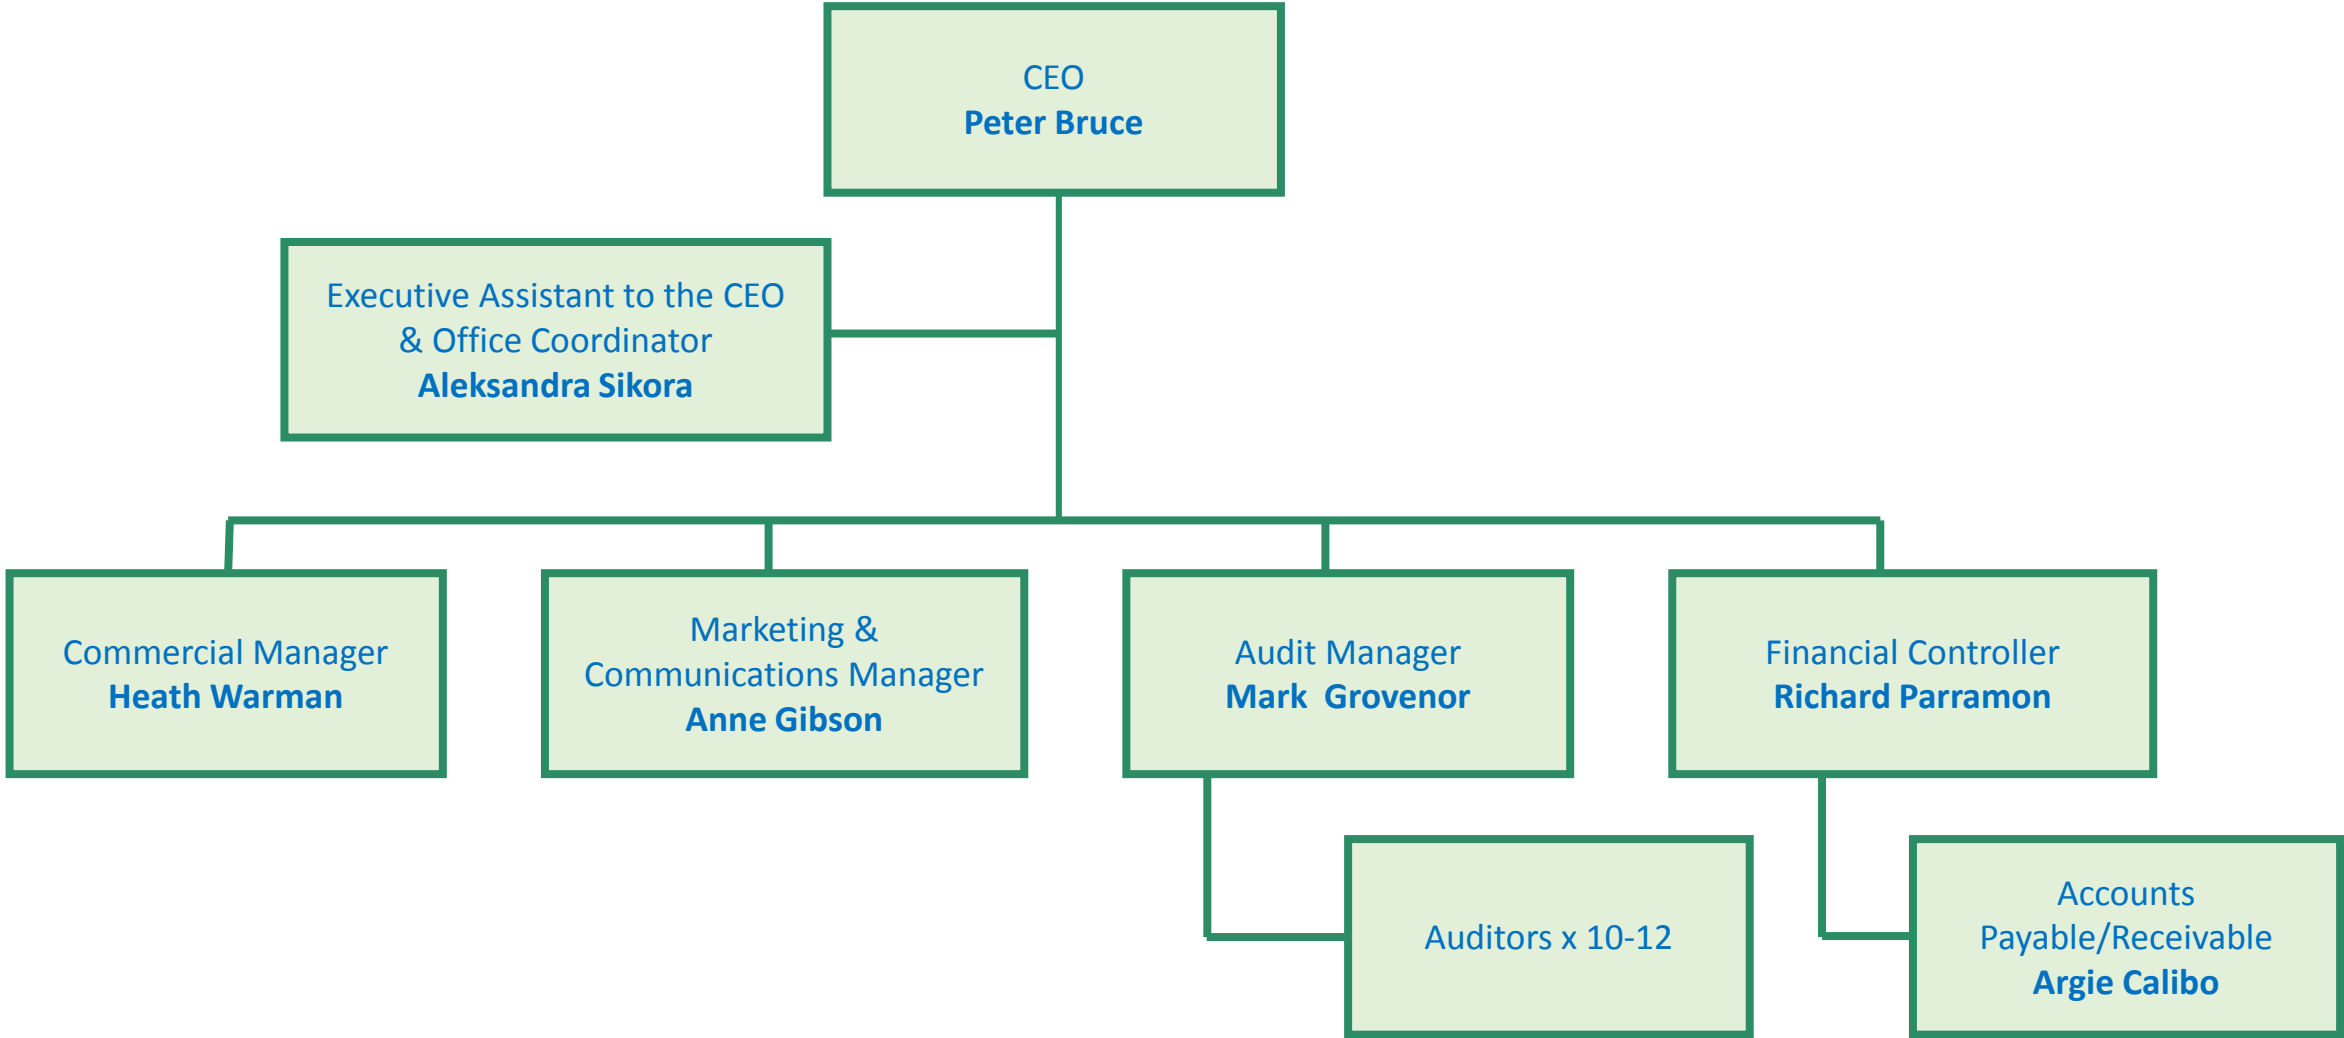 CEO
Peter Bruce
Executive Assistant to the CEO
& Office Coordinator
Aleksandra Sikora
Commercial Manager
Heath Warman
Marketing &
Communications Manager
Anne Gibson
Audit Manager
Mark  Grovenor
Financial Controller
Richard Parramon
Auditors x 10-12
Accounts
Payable/Receivable
Argie Calibo